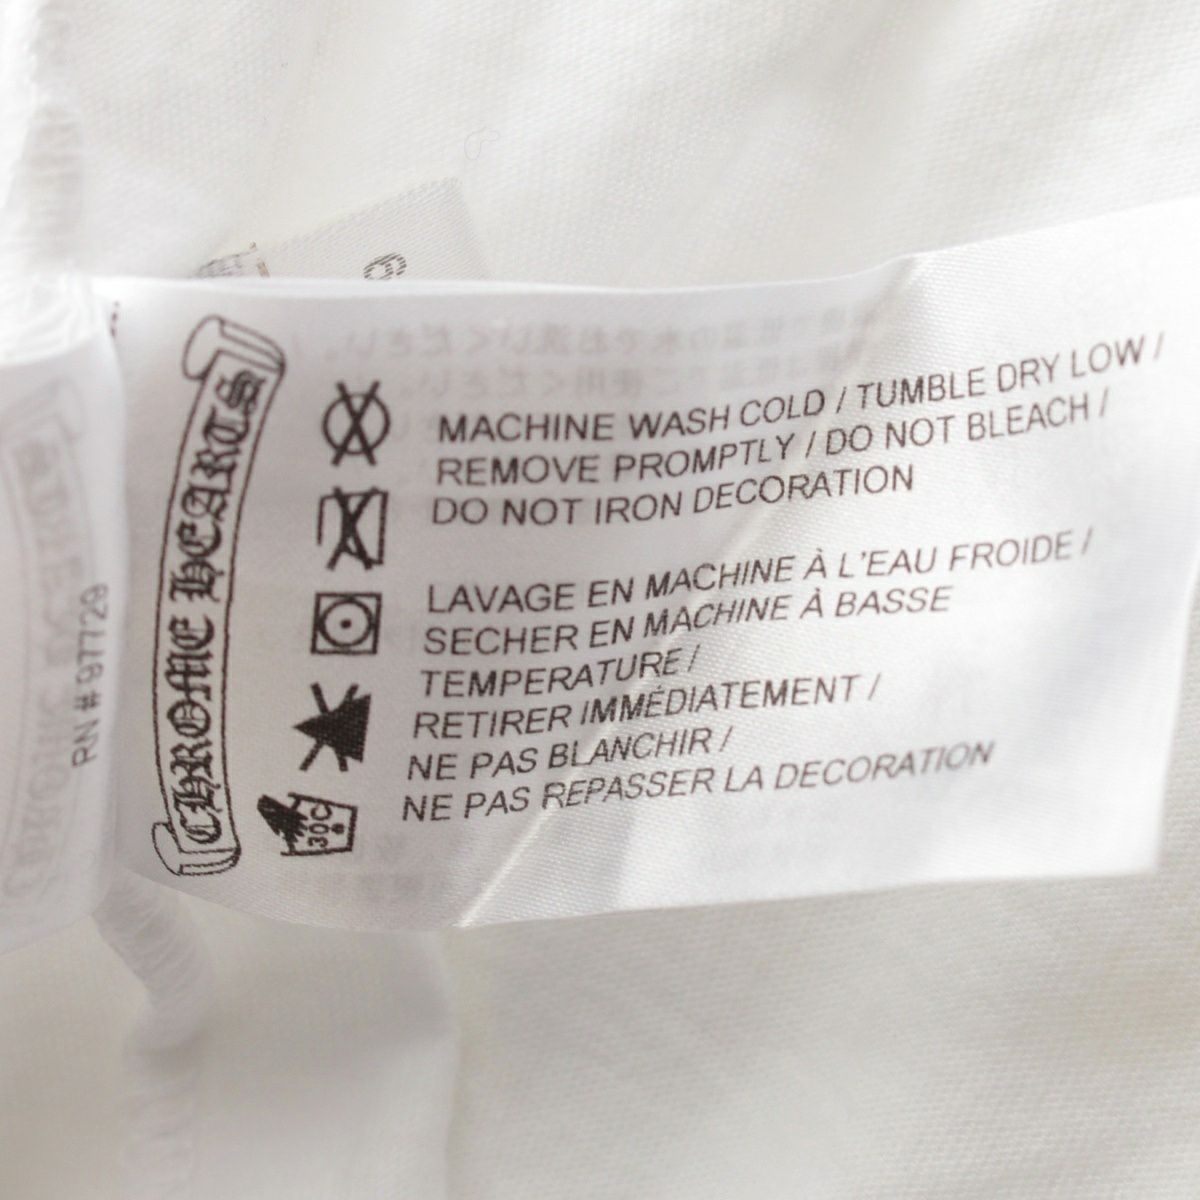 CHROME HEARTS
RN # 97729
MACHINE WASH COLD / TUMBLE DRY LOW /
REMOVE PROMPTLY / DO NOT BLEACH /
DO NOT IRON DECORATION
LAVAGE EN MACHINE À L'EAU FROIDE /
SECHER EN MACHINE À BASSE
TEMPERATURE /
RETIRER IMMÉDIATEMENT /
NE PAS BLANCHIR /
NE PAS REPASSER LA DECORATION
30C